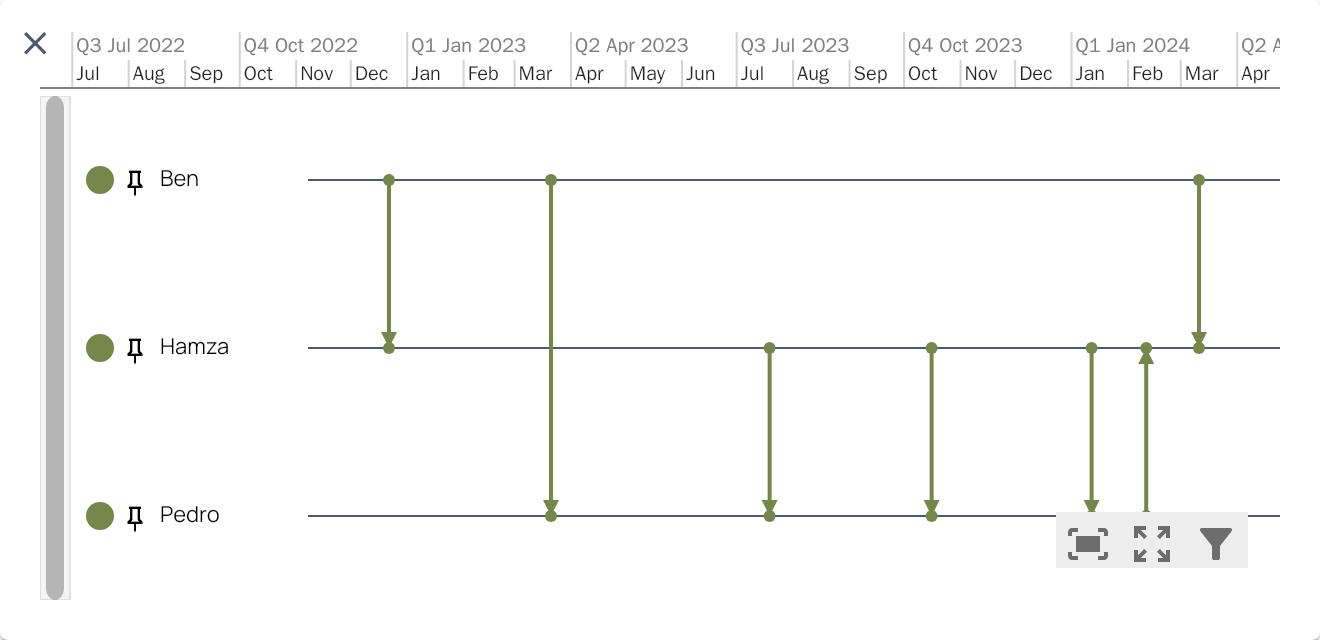 Q3 Jul 2022 Q4 Oct 2022 Q1 Jan 2023 Q2 Apr 2023 Q3 Jul 2023 Q4 Oct 2023 Q1 Jan 2024 Q2 A
Jul Aug Sep Oct Nov Dec Jan Feb Mar Apr May Jun Jul Aug Sep Oct Nov Dec Jan Feb Mar Apr
Ben
Hamza
Pedro